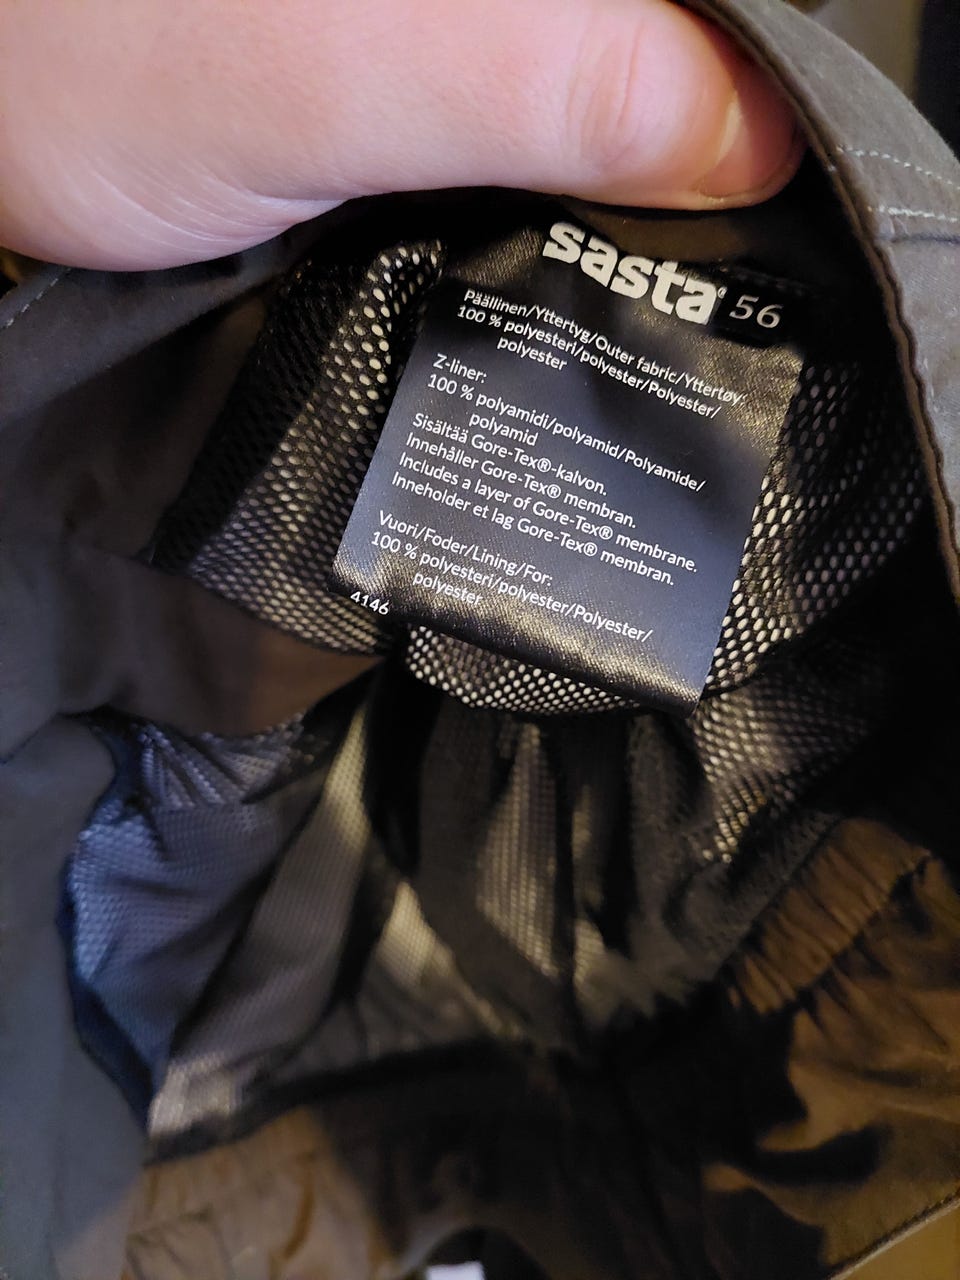 sasta® 56
Päällinen/Yttertyg/Outer fabric/Yttertøy:
100 % polyesteri/polyester/Polyester/
polyester
Z-liner:
100 % polyamidi/polyamid/Polyamide/
polyamid
Sisältää Gore-Tex®-kalvon.
Innehåller Gore-Tex® membran.
Includes a layer of Gore-Tex® membrane.
Inneholder et lag Gore-Tex® membran.
Vuori/Foder/Lining/For:
100 % polyesteri/polyester/Polyester/
polyester
4146